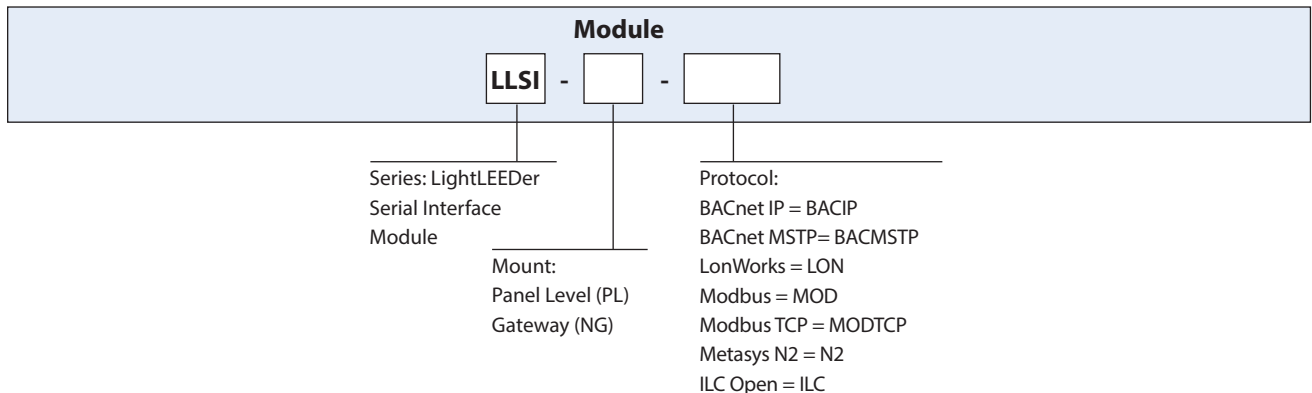 Module
LLSI - -
Series: LightLEEDer
Serial Interface
Module
Mount:
Panel Level (PL)
Gateway (NG)
Protocol:
BACnet IP = BACIP
BACnet MSTP= BACMSTP
LonWorks = LON
Modbus = MOD
Modbus TCP = MODTCP
Metasys N2 = N2
ILC Open = ILC